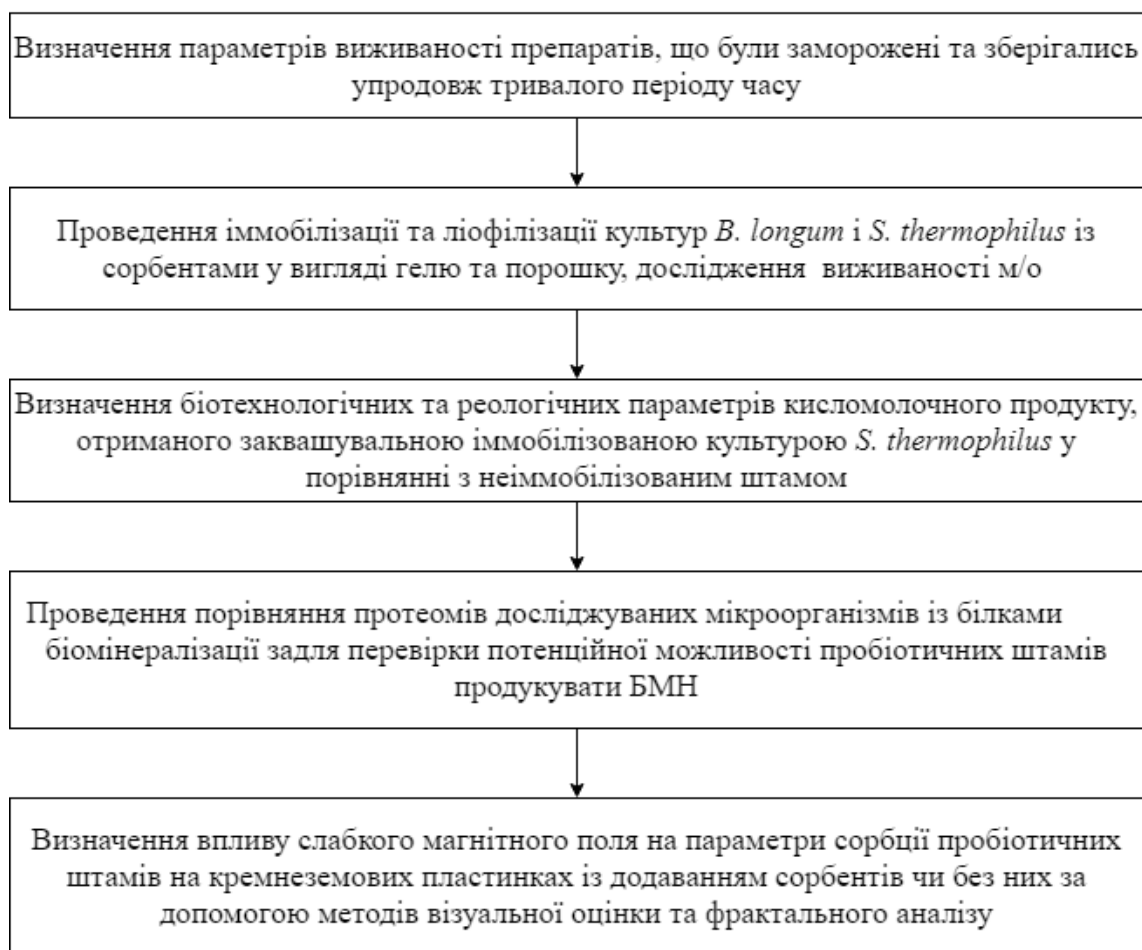 Визначення параметрів виживаності препаратів, що були заморожені та зберігались
упродовж тривалого періоду часу
Проведення іммобілізації та ліофілізації культур B. longum і S. thermophilus із
сорбентами у вигляді гелю та порошку, дослідження виживаності м/о
Визначення біотехнологічних та реологічних параметрів кисломолочного продукту,
отриманого заквашувальною іммобілізованою культурою S. thermophilus у
порівнянні з неіммобілізованим штамом
Проведення порівняння протеомів досліджуваних мікроорганізмів із білками
біомінералізації задля перевірки потенційної можливості пробіотичних штамів
продукувати БМН
Визначення впливу слабкого магнітного поля на параметри сорбції пробіотичних
штамів на кремнеземових пластинках із додаванням сорбентів чи без них за
допомогою методів візуальної оцінки та фрактального аналізу